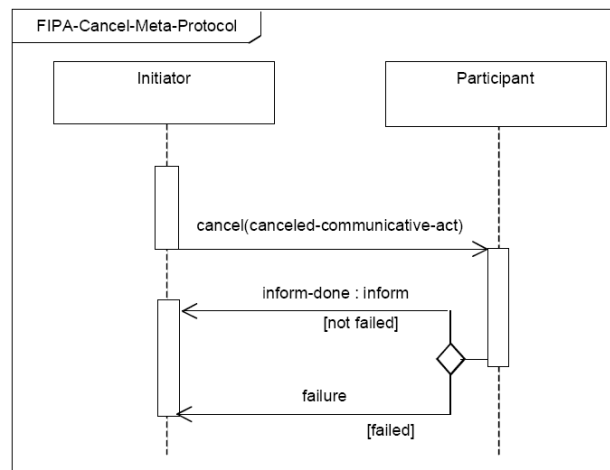 FIPA-Cancel-Meta-Protocol
Initiator
Participant
cancel(canceled-communicative-act)
inform-done : inform
[not failed]
failure
[failed]